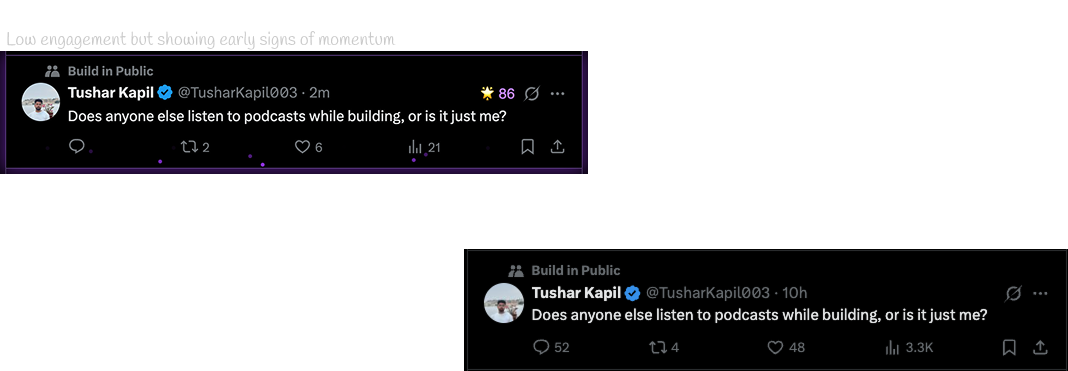 Low engagement but showing early signs of momentum
Build in Public
Tushar Kapil @TusharKapil003 · 2m 86
Does anyone else listen to podcasts while building, or is it just me?
2 6 21
Build in Public
Tushar Kapil @TusharKapil003 · 10h
Does anyone else listen to podcasts while building, or is it just me?
52 4 48 3.3K